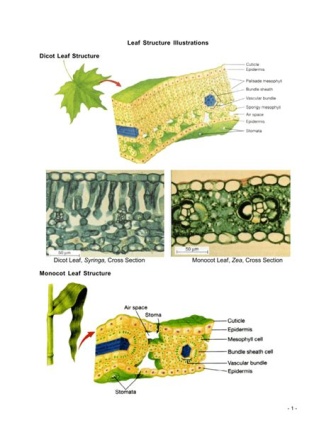 Leaf Structure Illustrations
Dicot Leaf Structure
Cuticle
Epidermis
Palisade mesophyll
Bundle sheath
Vascular bundle
Spongy mesophyll
Air space
Epidermis
Stomata
50 µm
50 µm
Dicot Leaf, Syringa, Cross Section
Monocot Leaf, Zea, Cross Section
Monocot Leaf Structure
Air space
Stoma
Cuticle
Epidermis
Mesophyll cell
Bundle sheath cell
Vascular bundle
Epidermis
Stomata
- 1 -